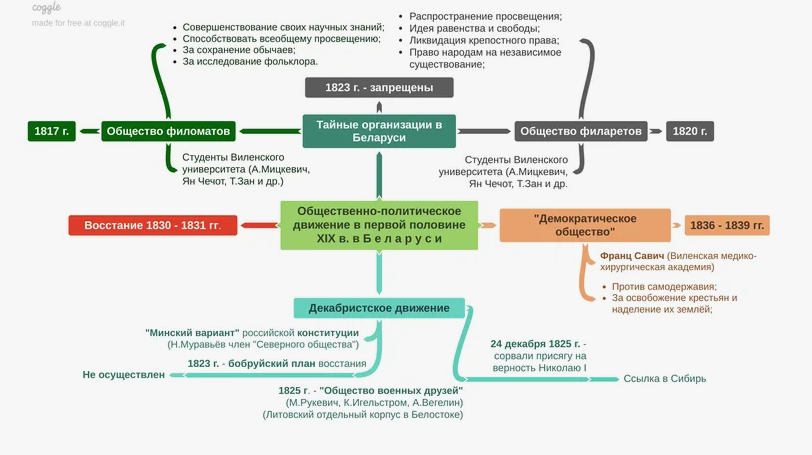 coggle
made for free at coggle.it
• Совершенствование своих научных знаний;
• Способствовать всеобщему просвещению;
• За сохранение обычаев;
• За исследование фольклора.
• Распространение просвещения;
• Идея равенства и свободы;
• Ликвидация крепостного права;
• Право народам на независимое
существование;
1823 г. - запрещены
1817 г.
Общество филоматов
Тайные организации в
Беларуси
Общество филаретов
1820 г.
Студенты Виленского
университета (А.Мицкевич,
Ян Чечот, Т.Зан и др.)
Студенты Виленского
университета (А.Мицкевич,
Ян Чечот, Т.Зан и др.
Восстание 1830 - 1831 гг.
Общественно-политическое
движение в первой половине
XIX в. в Б е л а р у с и
"Демократическое
общество"
1836 - 1839 гг.
Франц Савич (Виленская медико-
хирургическая академия)
• Против самодержавия;
• За освобождение крестьян и
наделение их землёй;
Декабристское движение
"Минский вариант" российской конституции
(Н.Муравьёв член "Северного общества")
1823 г. - бобруйский план восстания
Не осуществлен
1825 г. - "Общество военных друзей"
(М.Рукевич, К.Игельстром, А.Вегелин)
(Литовский отдельный корпус в Белостоке)
24 декабря 1825 г. -
сорвали присягу на
верность Николаю I
Ссылка в Сибирь